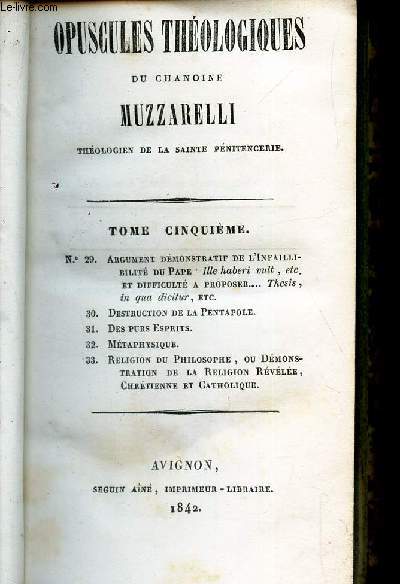 Le-livre.com
OPUSCULES THÉOLOGIQUES
DU CHANOINE
MUZZARELLI
THÉOLOGIEN DE LA SAINTE PÉNITENCERIE.
TOME CINQUIÈME.
N.º 29. ARGUMENT DÉMONSTRATIF DE L'INFAILLI-
BILITÉ DU PAPE Ille haberi vult, etc.
ET DIFFICULTÉ A PROPOSER.... Thesis,
in qua dicitur, ETC.
30. DESTRUCTION DE LA PENTAPOLE.
31. DES PURS ESPRITS.
32. MÉTAPHYSIQUE.
33. RELIGION DU PHILOSOPHE, OU DÉMONS-
TRATION DE LA RELIGION RÉVÉLÉE,
CHRÉTIENNE ET CATHOLIQUE.
AVIGNON,
SEGUIN AÎNÉ, IMPRIMEUR-LIBRAIRE.
1842.